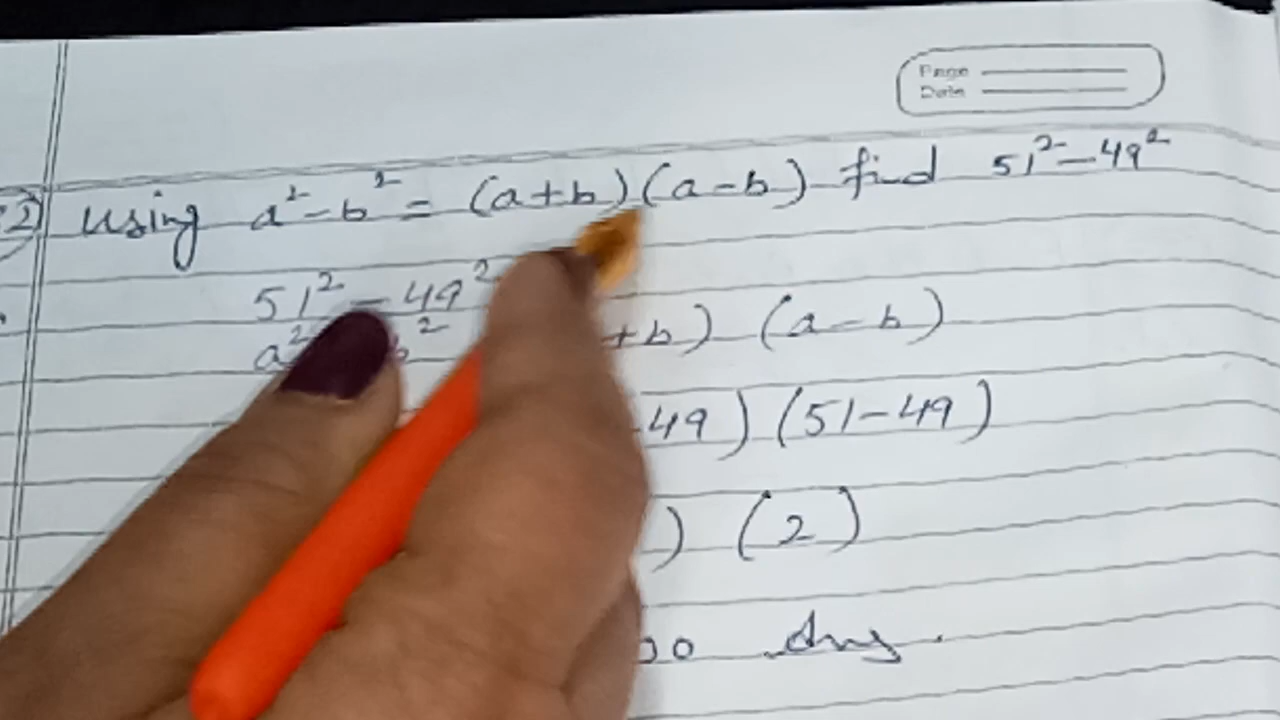 Page
Date
2) Using a² - b² = (a+b)(a-b) find 51² - 49²
51² - 49²
a² b² +b) (a-b)
49) (51-49)
) (2)
00 Ans.